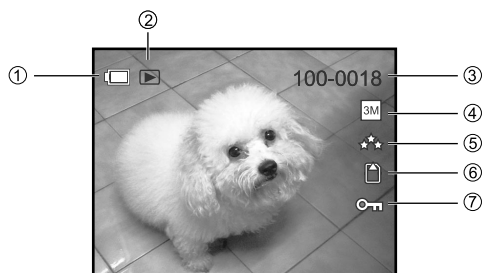 ②
① 100-0018 ③
3M ④
⑤
⑥
⑦